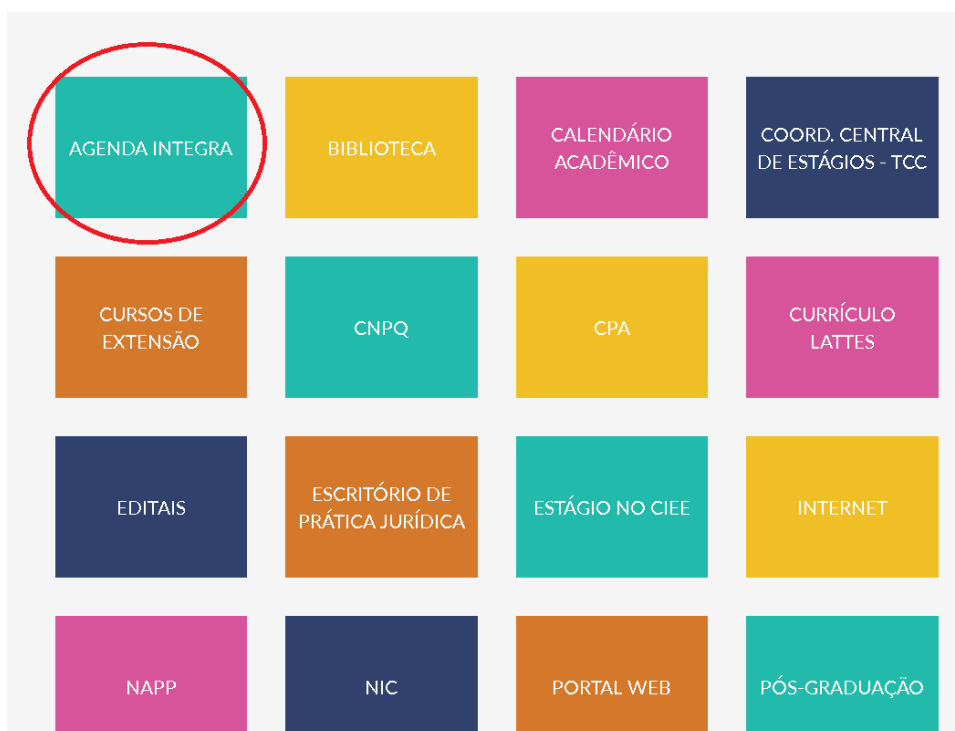 AGENDA INTEGRA
BIBLIOTECA
CALENDÁRIO
ACADÊMICO
COORD. CENTRAL
DE ESTÁGIOS - TCC
CURSOS DE
EXTENSÃO
CNPQ
CPA
CURRÍCULO
LATTES
EDITAIS
ESCRITÓRIO DE
PRÁTICA JURÍDICA
ESTÁGIO NO CIEE
INTERNET
NAPP
NIC
PORTAL WEB
PÓS-GRADUAÇÃO